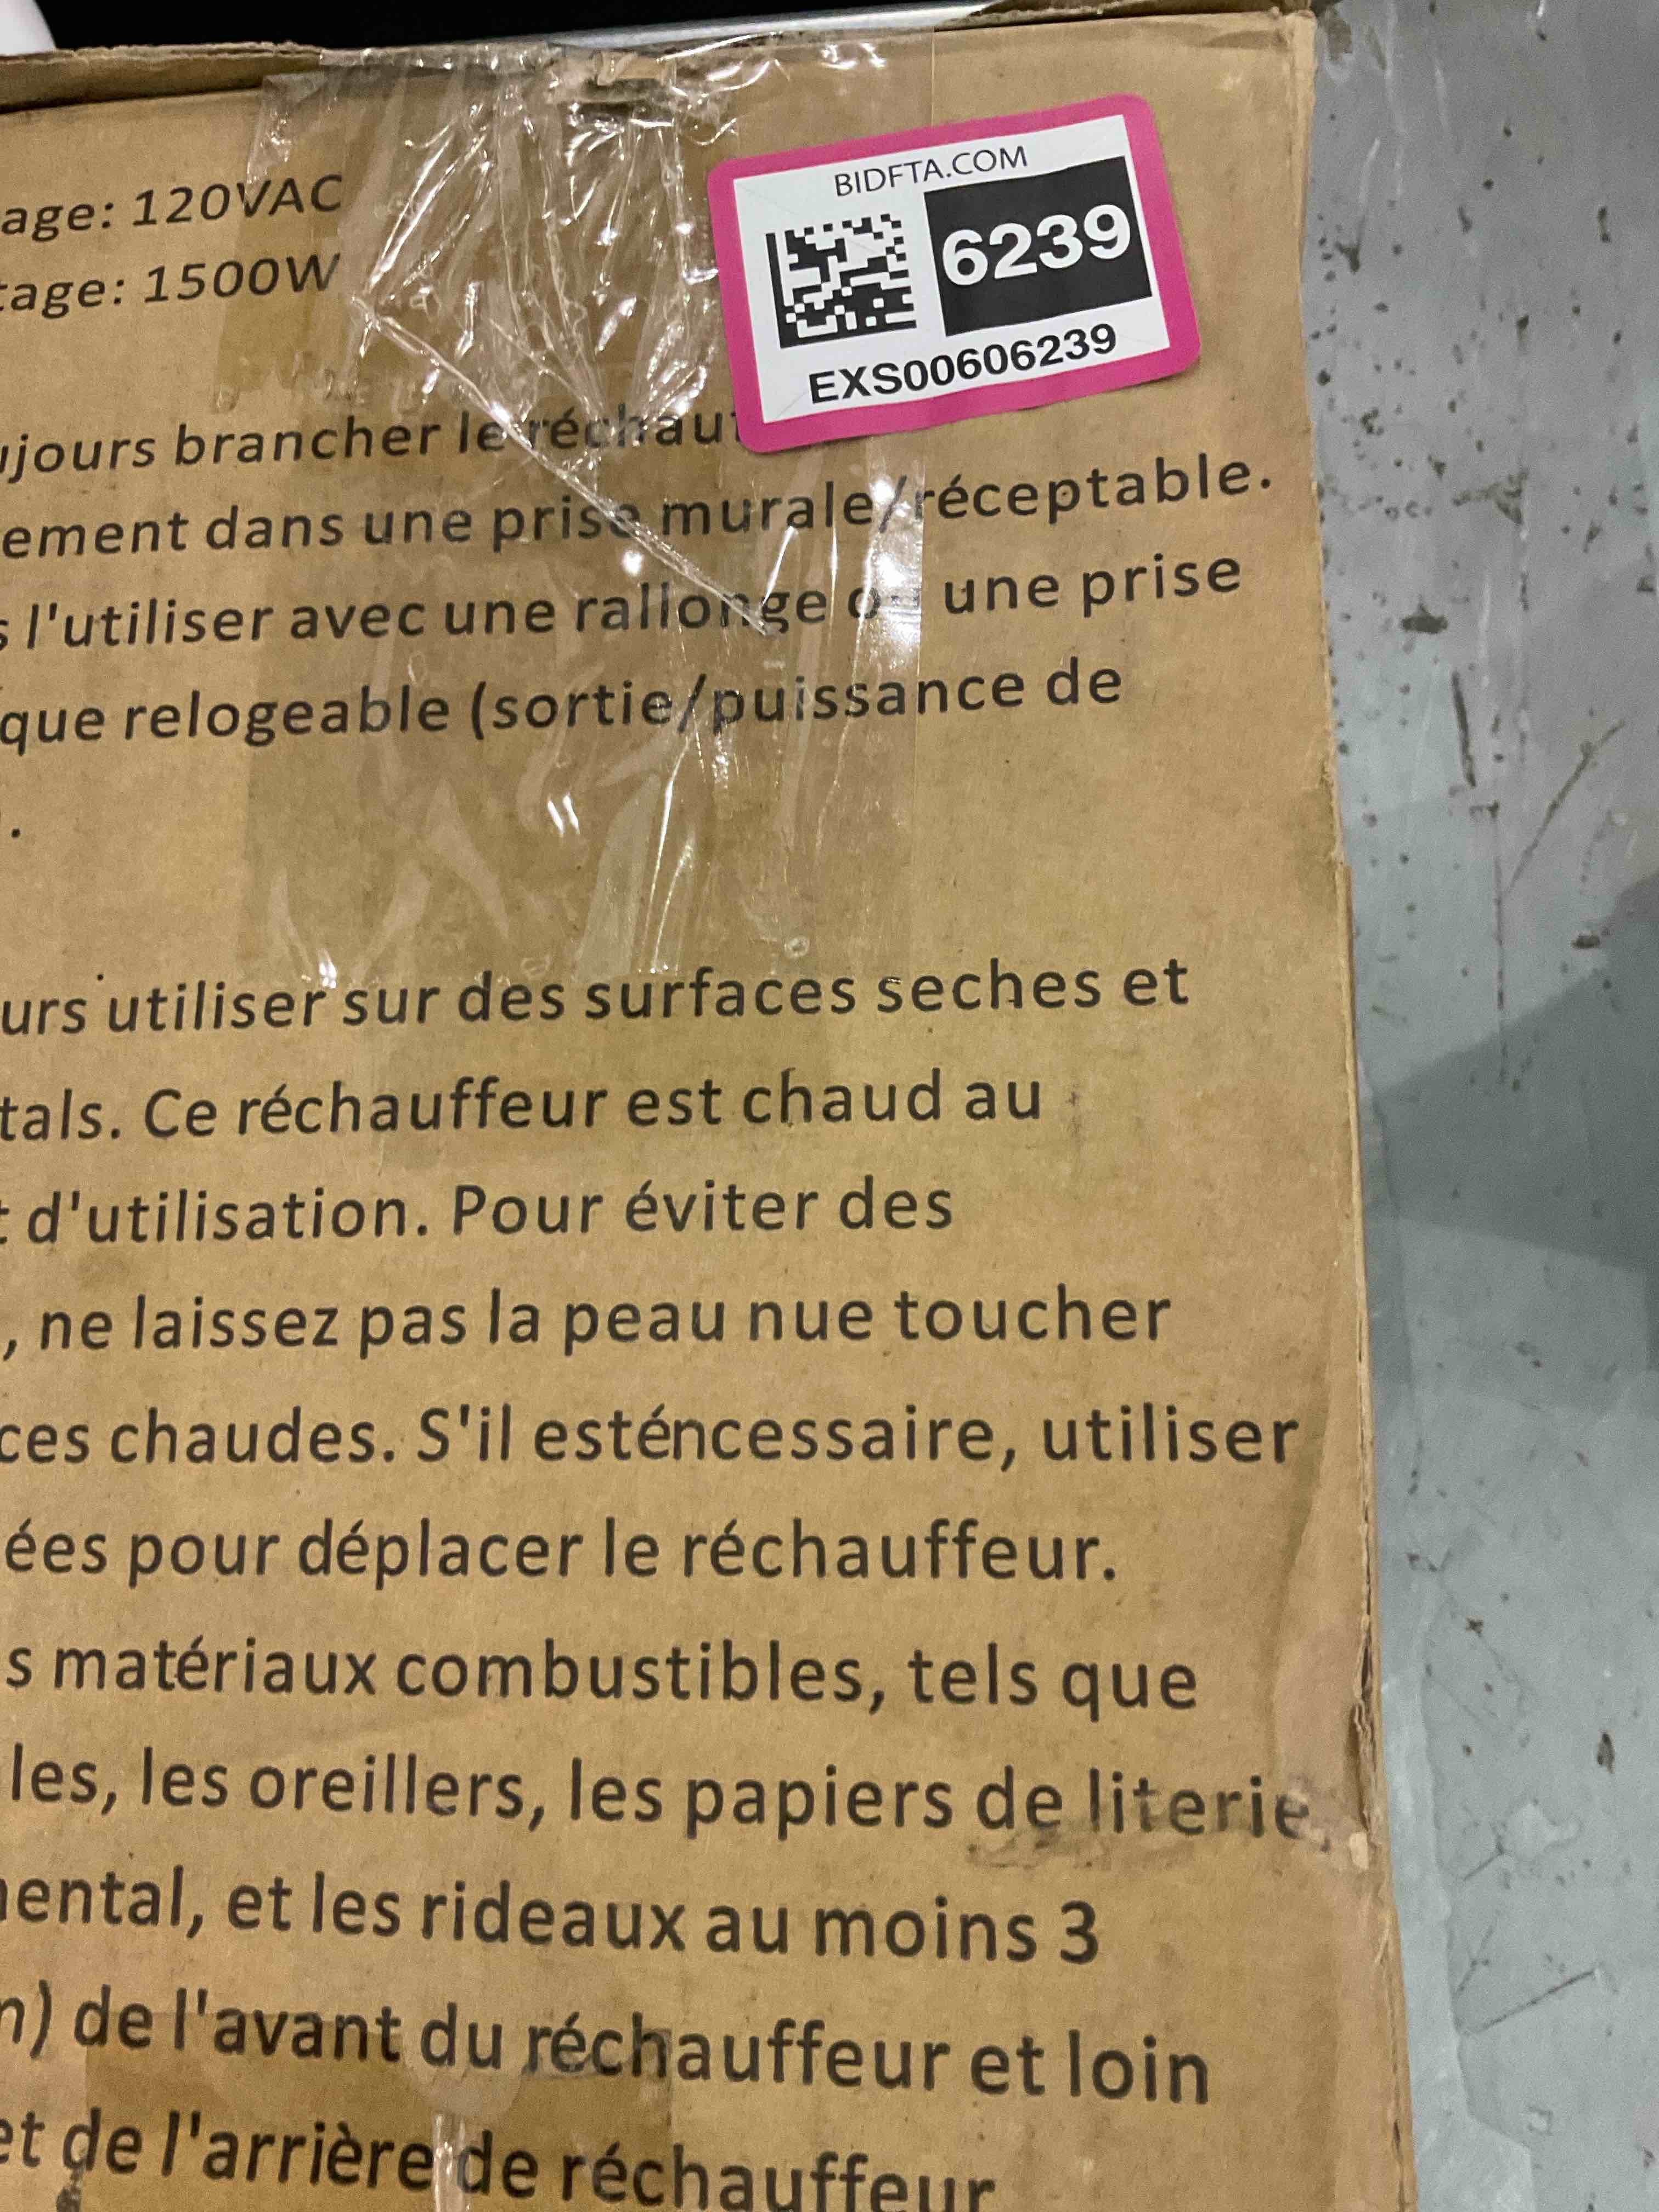 BIDFTA.COM
6239
EXS00606239
age: 120VAC
tage: 1500W
ujours brancher le réchauf
ement dans une prise murale/réceptable.
s l'utiliser avec une rallonge une prise
que relogeable (sortie/puissance de
).
urs utiliser sur des surfaces seches et
tals. Ce réchauffeur est chaud au
t d'utilisation. Pour éviter des
, ne laissez pas la peau nue toucher
ces chaudes. S'il esténcessaire, utiliser
ées pour déplacer le réchauffeur.
s matériaux combustibles, tels que
les, les oreillers, les papiers de literie,
ental, et les rideaux au moins 3
) de l'avant du réchauffeur et loin
et de l'arrière de réchauffeur